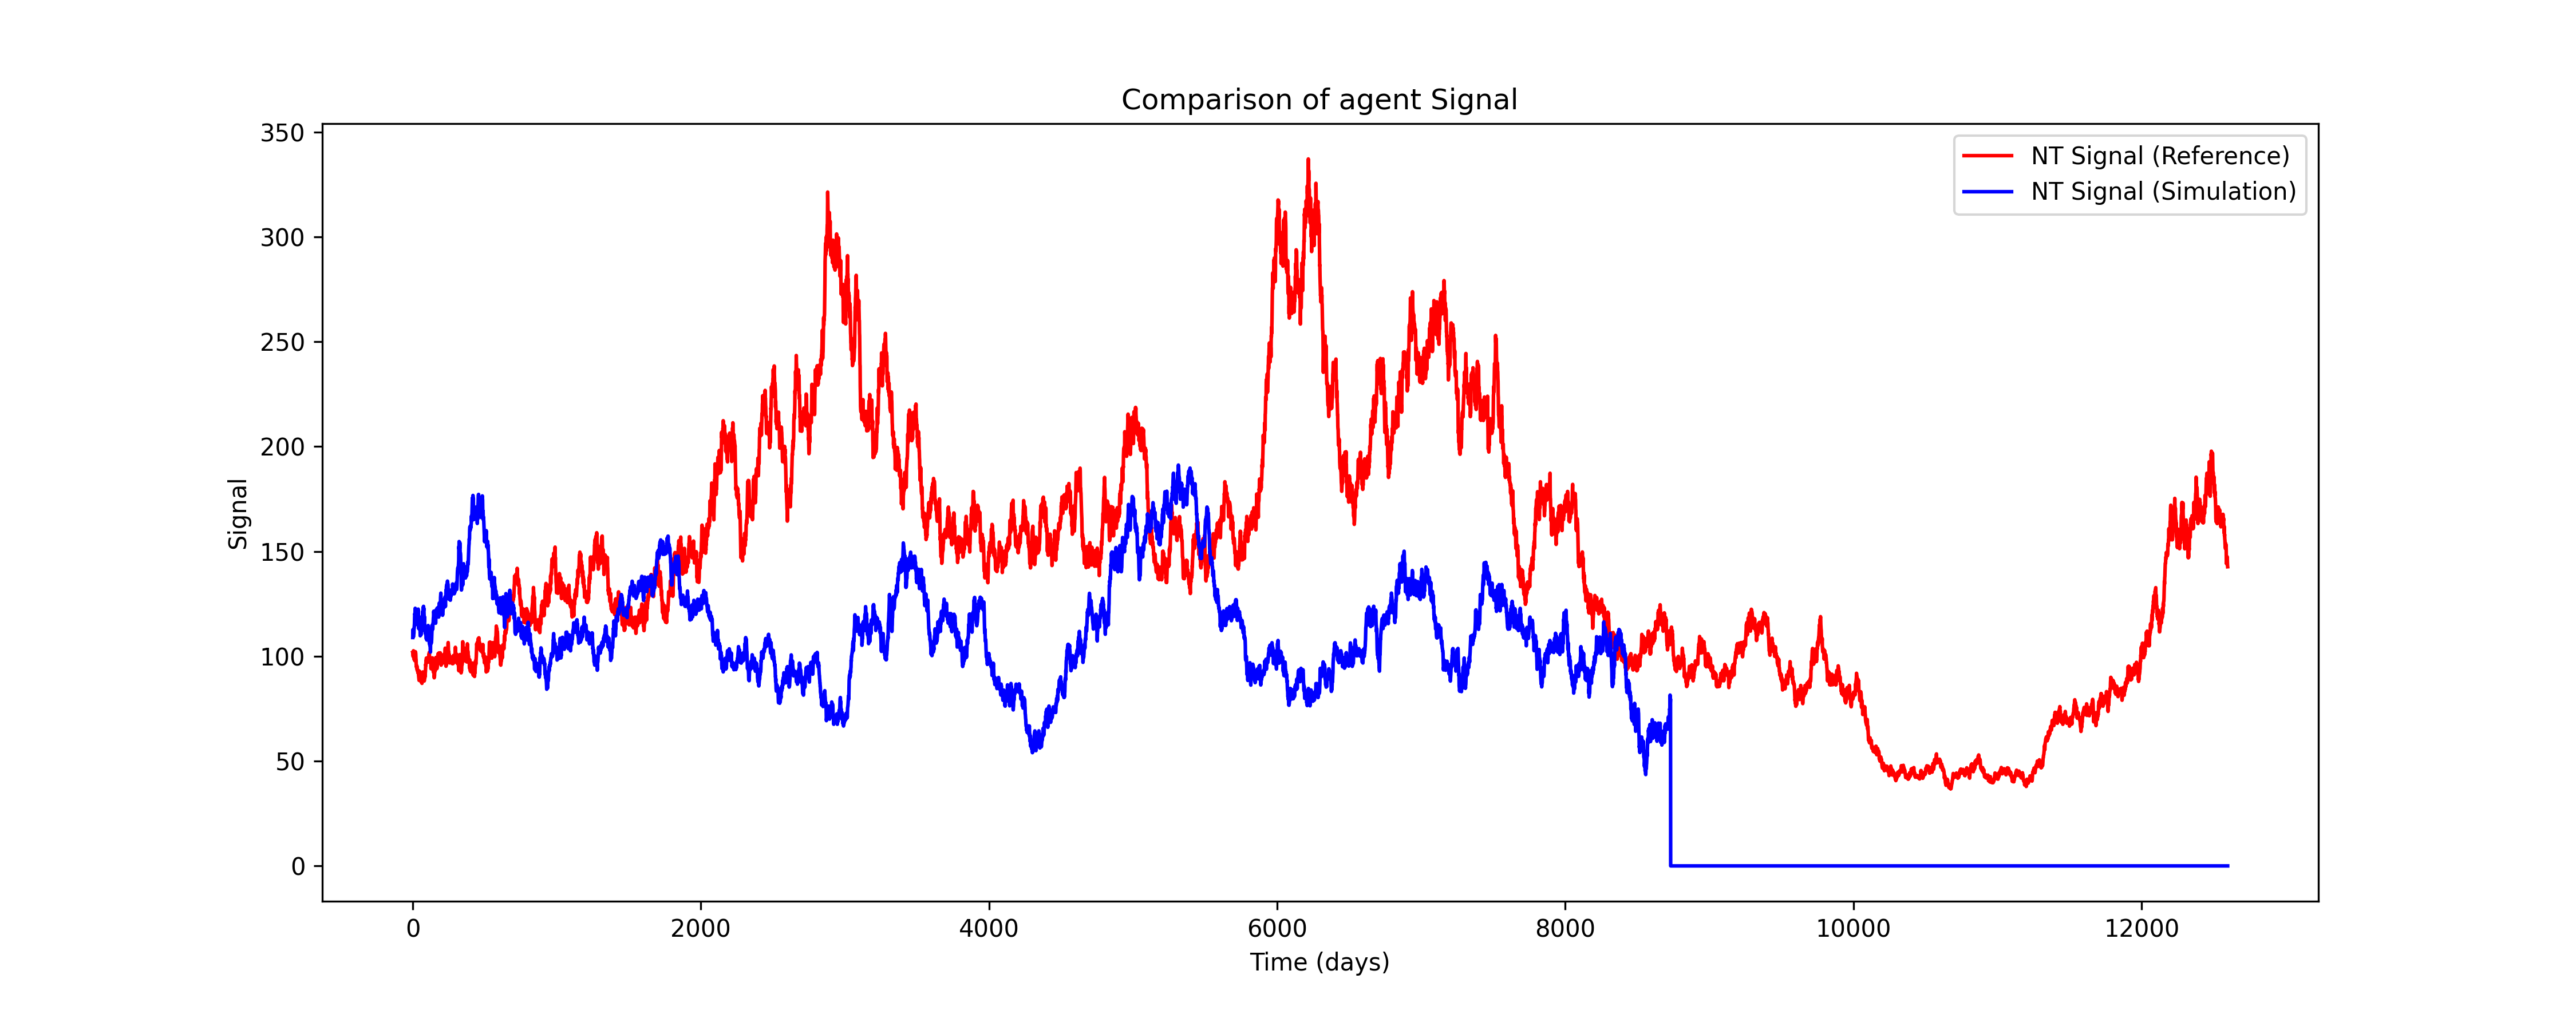 Comparison of agent Signal
NT Signal (Reference)
NT Signal (Simulation)
350
300
250
200
150
100
50
0
Signal
0 2000 4000 6000 8000 10000 12000
Time (days)